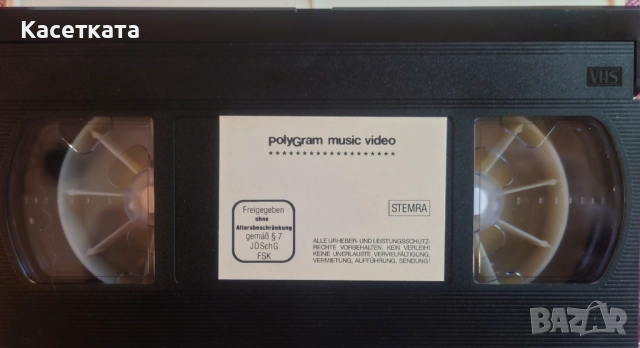 Касетката
VHS
polyGram music video
********************
Freigegeben
ohne
Altersbeschränkung
gemäß § 7
JÖSchG
FSK
STEMRA
ALLE URHEBER- UND LEISTUNGSSCHUTZ-
RECHTE VORBEHALTEN. KEIN VERLEIH!
KEINE UNERLAUBTE VERVIELFÄLTIGUNG,
VERMIETUNG, AUFFÜHRUNG, SENDUNG!
BAZAR